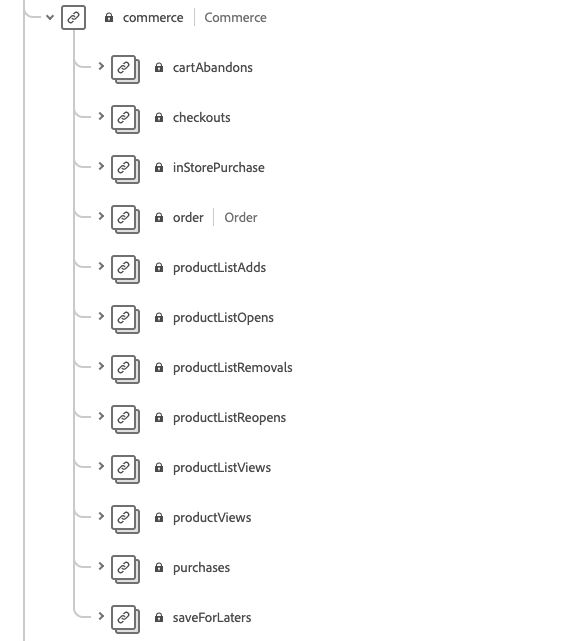 commerce Commerce
cartAbandons
checkouts
inStorePurchase
order Order
productListAdds
productListOpens
productListRemovals
productListReopens
productListViews
productViews
purchases
saveForLaters